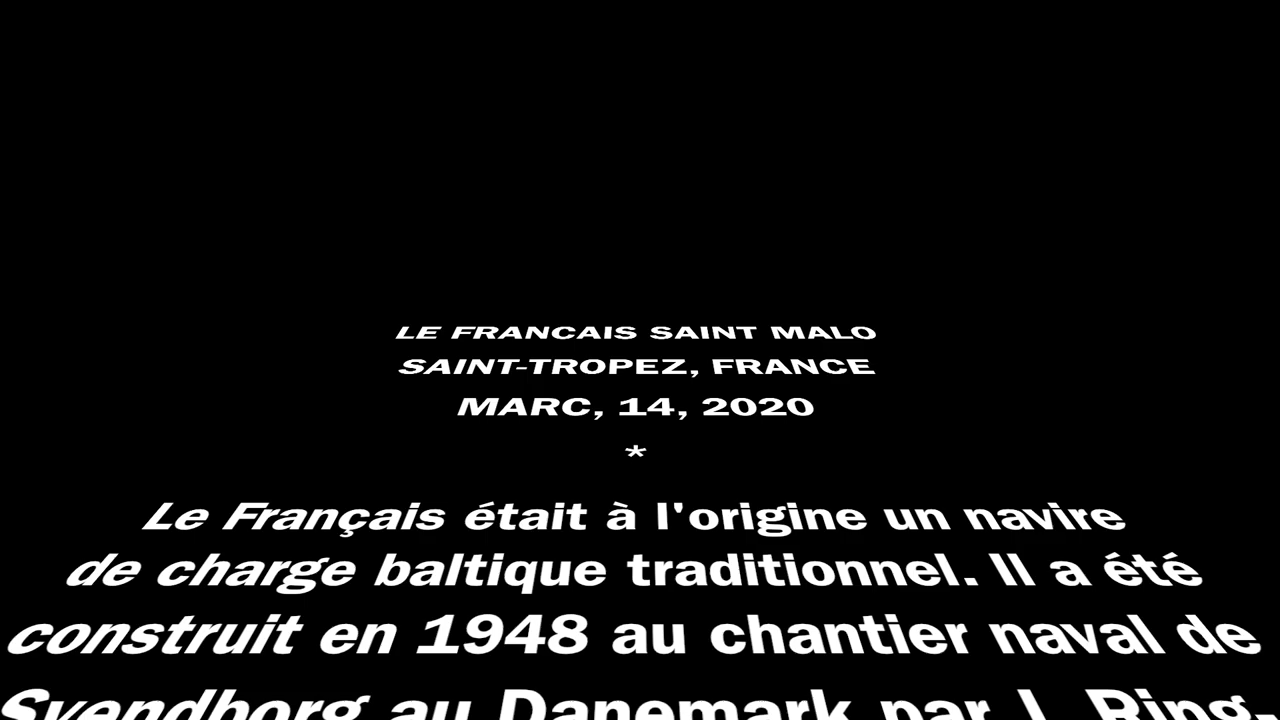 LE FRANCAIS SAINT MALO
SAINT-TROPEZ, FRANCE
MARC, 14, 2020
*
Le Français était à l'origine un navire
de charge baltique traditionnel. Il a été
construit en 1948 au chantier naval de
Svendborg au Danemark par J. Ring-